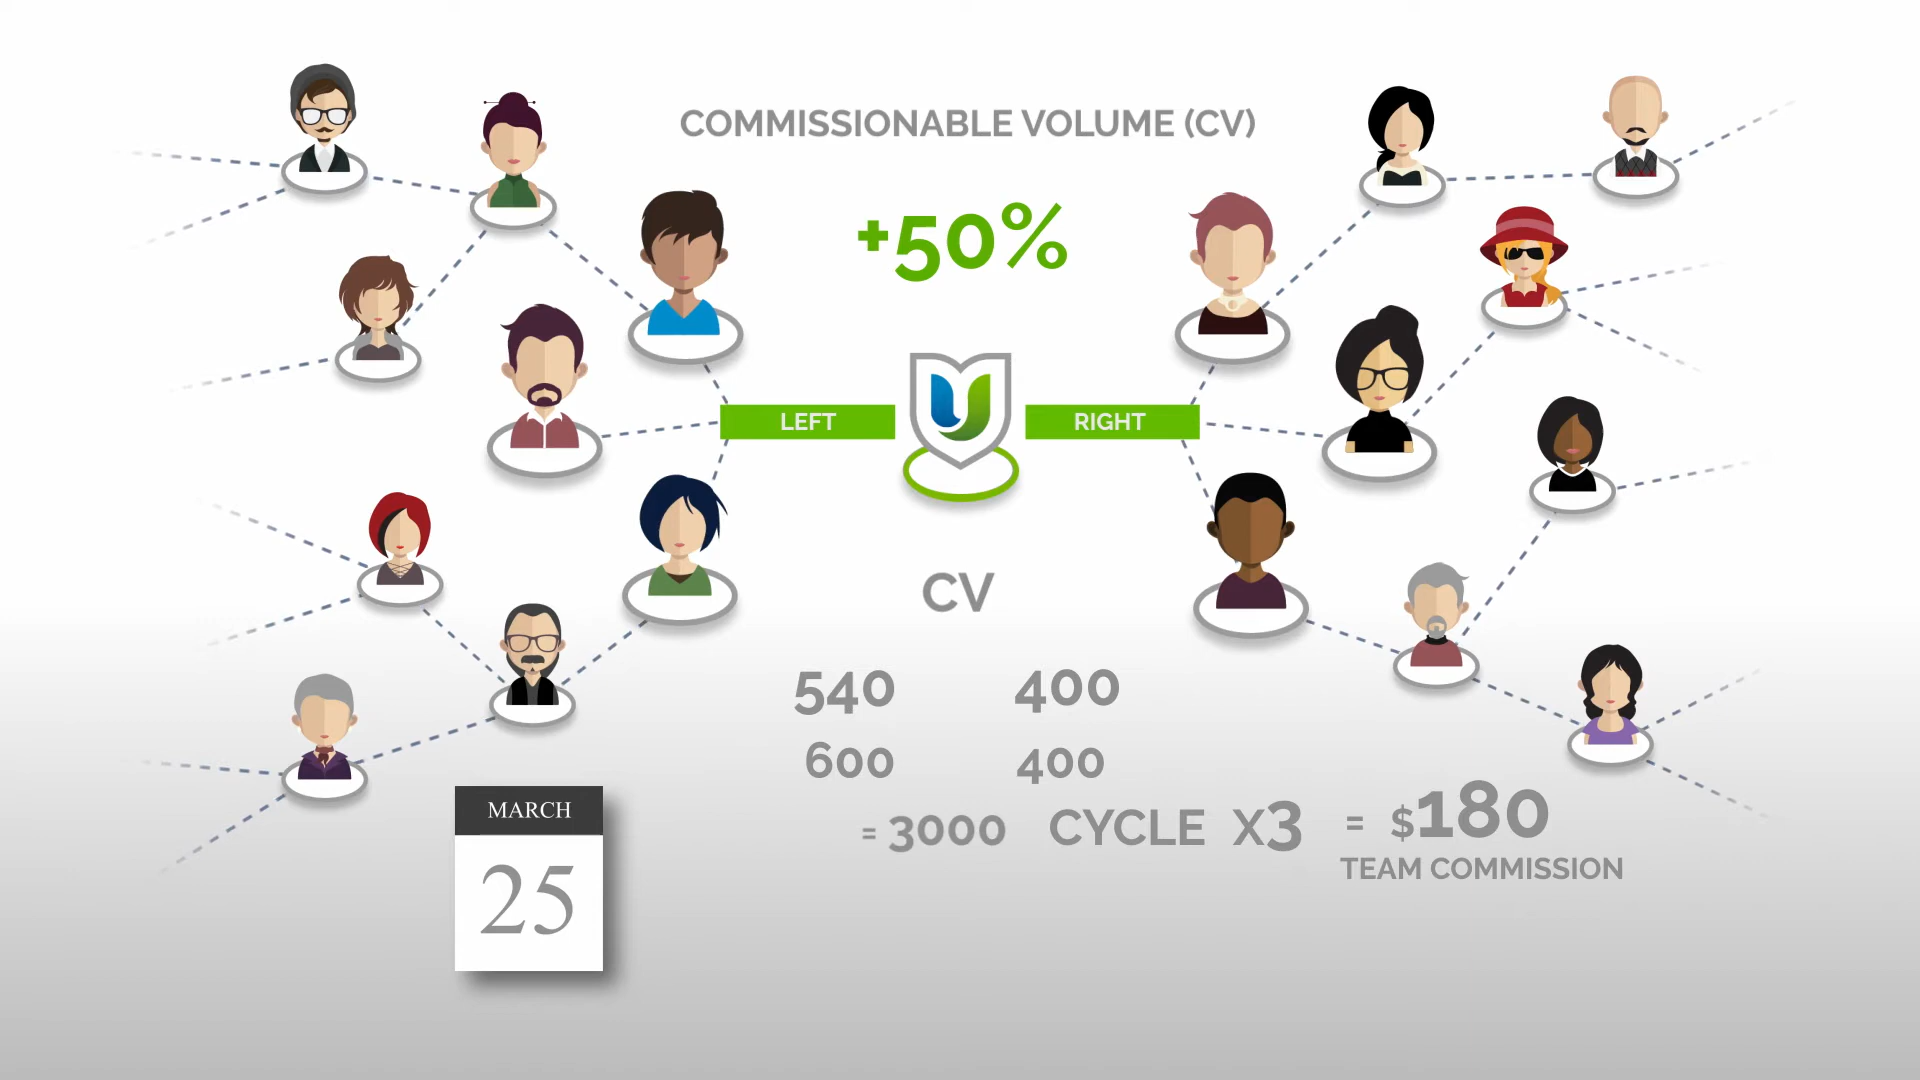 COMMISSIONABLE VOLUME (CV)
+50%
LEFT
RIGHT
CV
540 400
600 400
= 3000 CYCLE X3 = $180
TEAM COMMISSION
MARCH
25